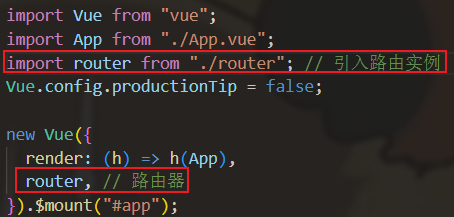 import Vue from "vue";
import App from "./App.vue";
import router from "./router"; // 引入路由实例
Vue.config.productionTip = false;
new Vue({
render: (h) => h(App),
router, // 路由器
}).$mount("#app");